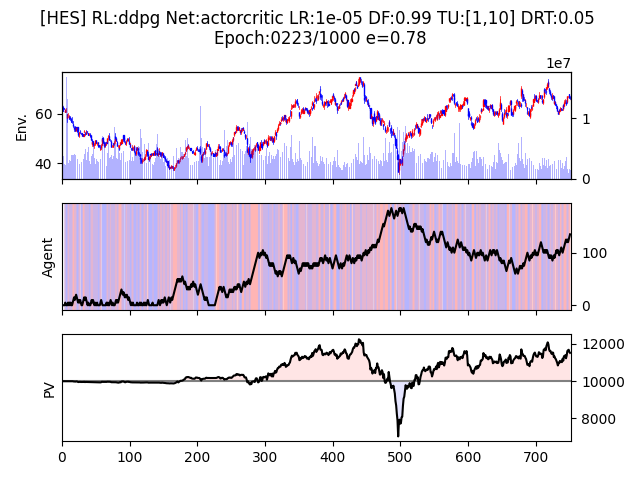 [HES] RL:ddpg Net:actorcritic LR:1e-05 DF:0.99 TU:[1,10] DRT:0.05
Epoch:0223/1000 e=0.78
1e7
Env.
60
40
1
0
Agent
100
0
PV
12000
10000
8000
0 100 200 300 400 500 600 700